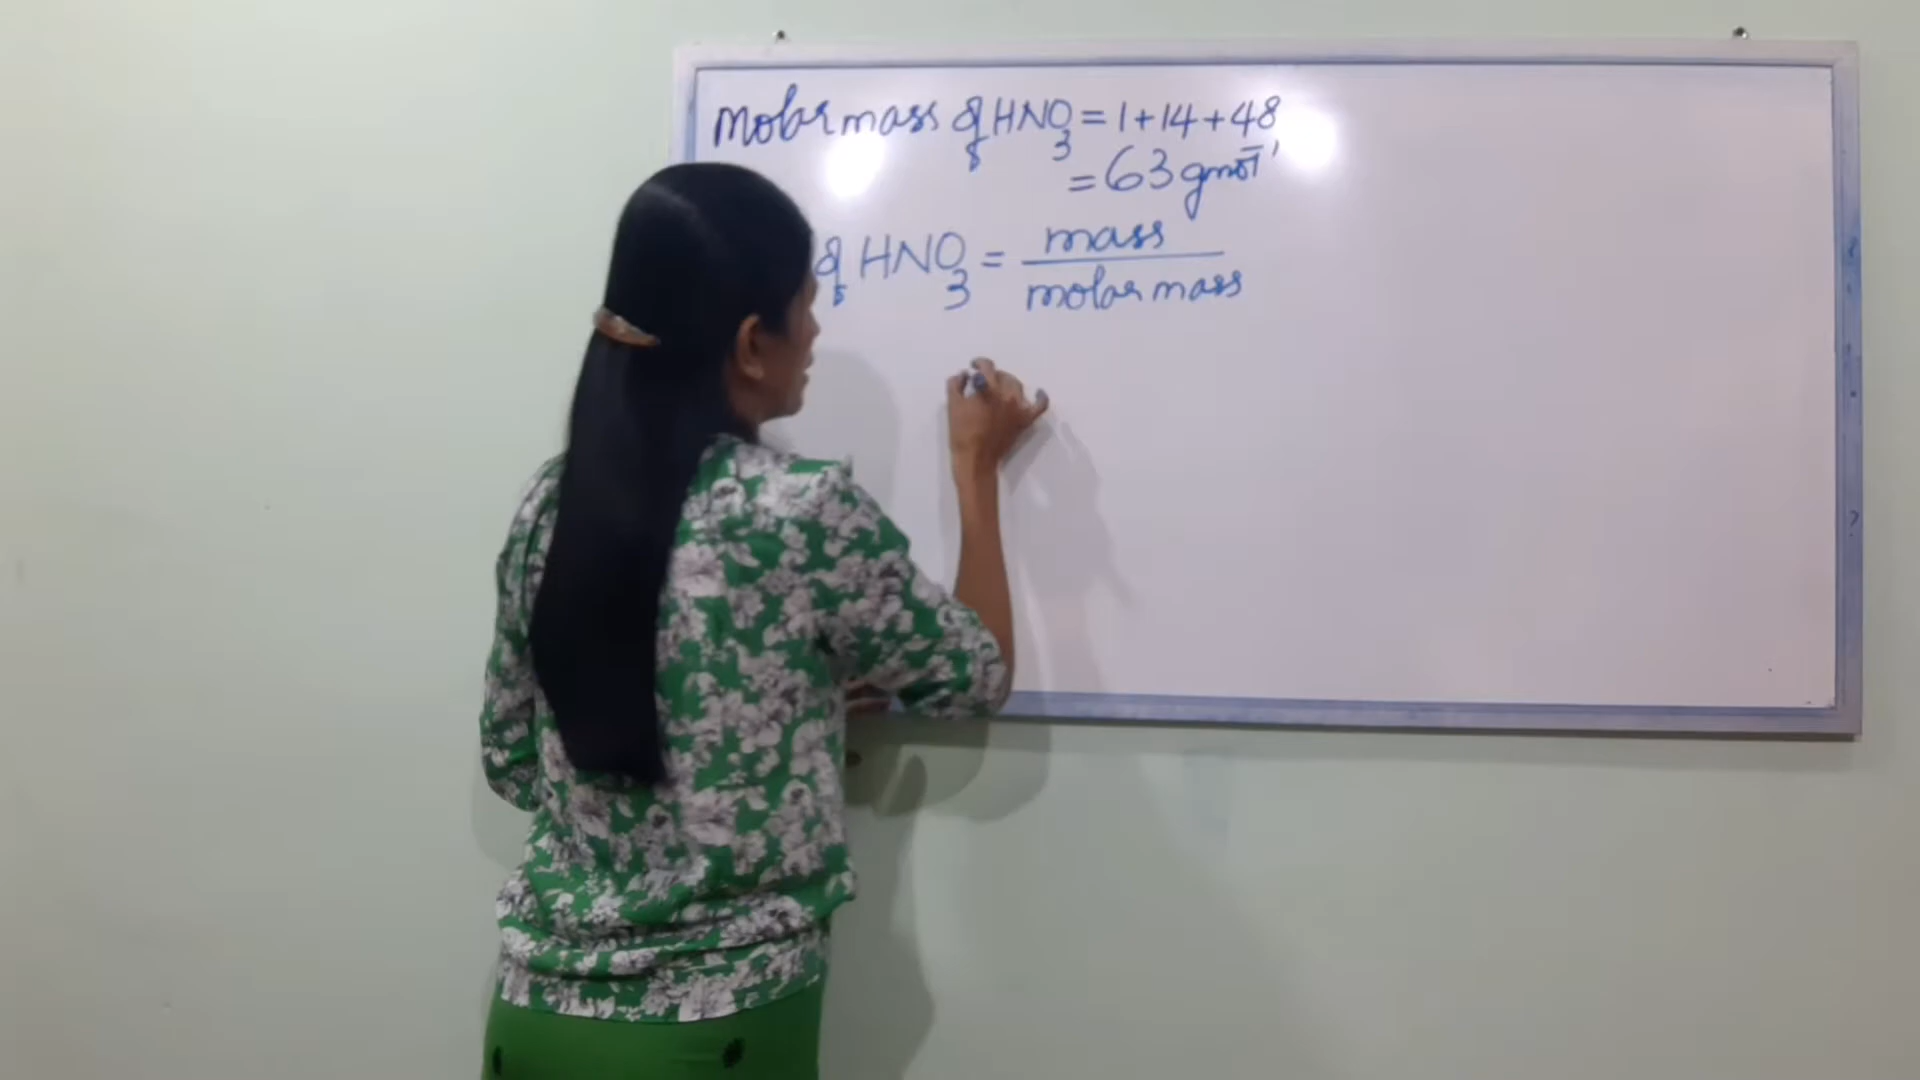 molar mass of HNO3 = 1 + 14 + 48
= 63 gmol⁻¹
of HNO3 = mass / molar mass